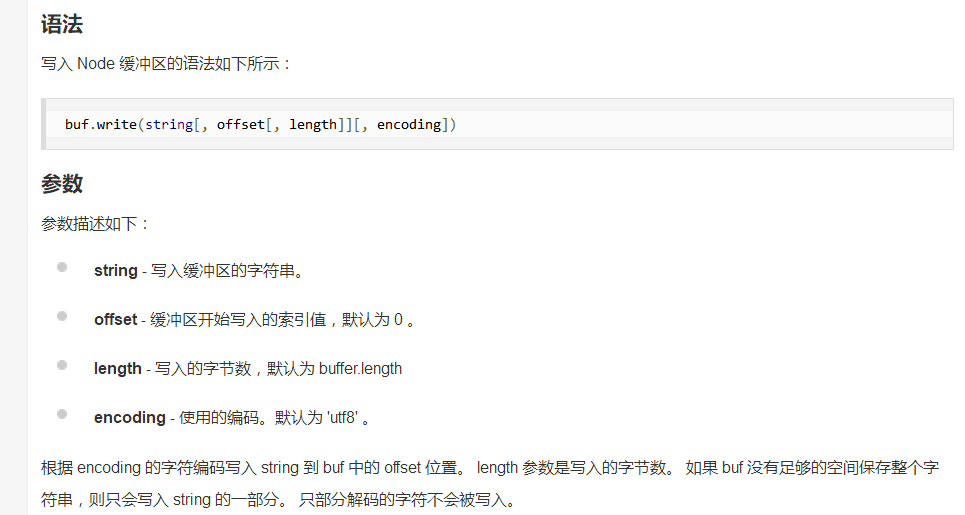 语法
写入 Node 缓冲区的语法如下所示：
buf.write(string[, offset[, length]][, encoding])
参数
参数描述如下：
string - 写入缓冲区的字符串。
offset - 缓冲区开始写入的索引值，默认为 0 。
length - 写入的字节数，默认为 buffer.length
encoding - 使用的编码。默认为 'utf8' 。
根据 encoding 的字符编码写入 string 到 buf 中的 offset 位置。 length 参数是写入的字节数。 如果 buf 没有足够的空间保存整个字
符串，则只会写入 string 的一部分。 只部分解码的字符不会被写入。